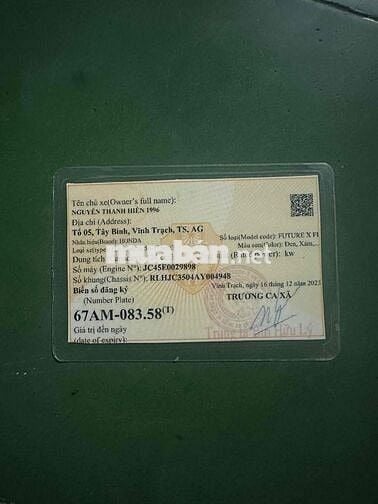 Tên chủ xe(Owner's full name):
NGUYỄN THANH HIỀN 1996
Địa chỉ (Address):
Tổ 05, Tây Bình, Vĩnh Trạch, TS, AG
Nhãn hiệu(Brand): HONDA
Số loại(Model code): FUTURE X FI
Loại xe(type)
Màu sơn(color): Đen, Xám,
Dung tích
kw
muaban.net
Số máy (Engine N°): JC45E0029898
Số khung(Chassis N°): RLHJC3504AY004948
Biển số đăng ký
(Number Plate)
67AM-083.58(T)
Giá trị đến ngày
(date of expiry):
Vĩnh Trạch, ngày 16 tháng 12 năm 2023
TRƯỞNG CA XÃ
Hữu Lý